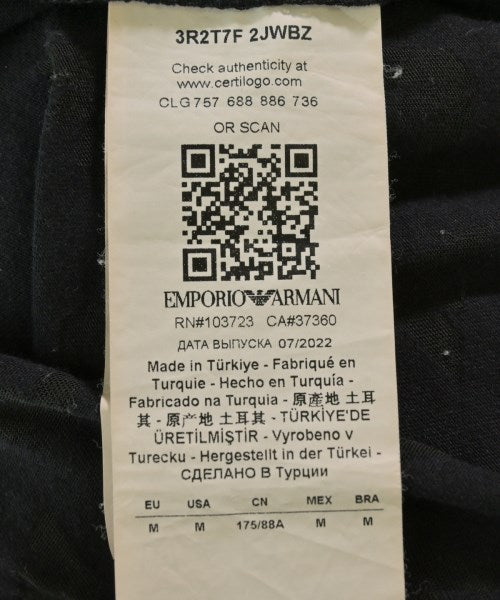 3R2T7F 2JWBZ
Check authenticity at
www.certilogo.com
CLG 757 688 886 736
OR SCAN
EMPORIO ARMANI
RN#103723 CA#37360
ДАТА ВЫПУСКА 07/2022
Made in Türkiye - Fabriqué en
Turquie - Hecho en Turquía -
Fabricado na Turquia - 原產地 土耳
其 - 原产地 土耳其 - TÜRKİYE'DE
ÜRETİLMİŞTİR - Vyrobeno v
Turecku - Hergestellt in der Türkei -
СДЕЛАНО В Турции
EU USA CN MEX BRA
M M 175/88A M M